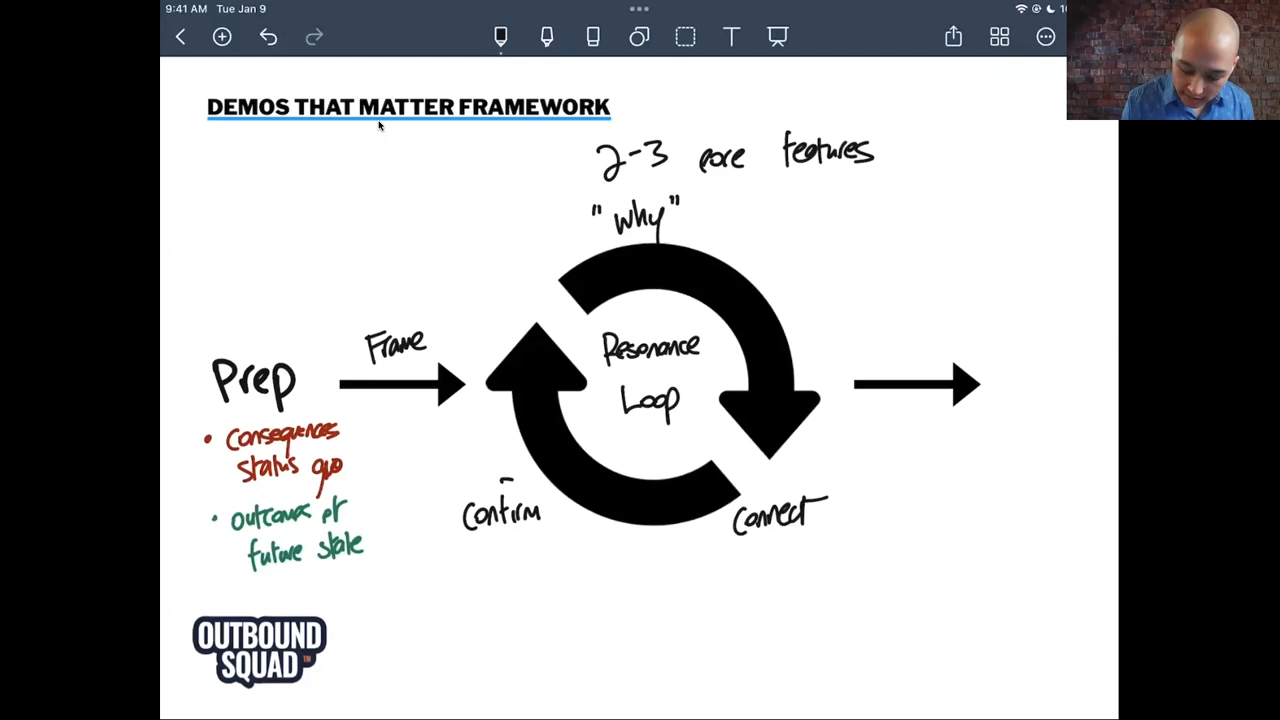 9:41 AM Tue Jan 9
DEMOS THAT MATTER FRAMEWORK
2-3 core features
"why"
Resonance
Loop
Frame
Prep
• Consequences
status quo
• outcomes of
future state
Confirm
Connect
OUTBOUND
SQUAD™